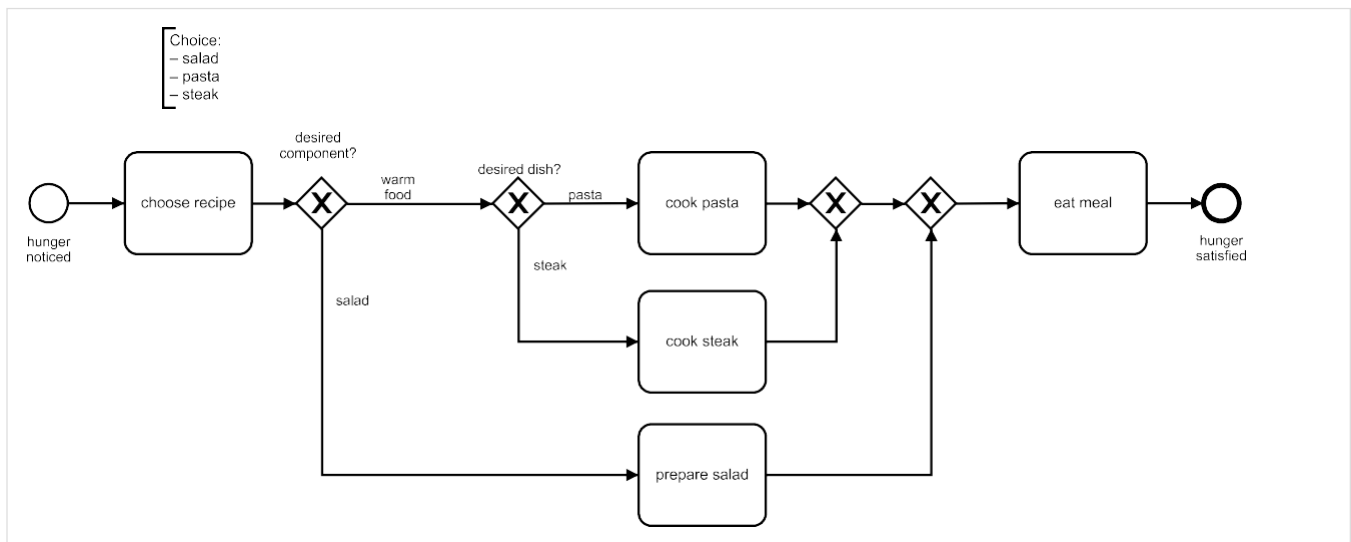 Choice:
– salad
– pasta
– steak
desired
component?
desired dish?
warm
food
pasta
choose recipe
cook pasta
eat meal
hunger
noticed
hunger
satisfied
steak
salad
cook steak
prepare salad